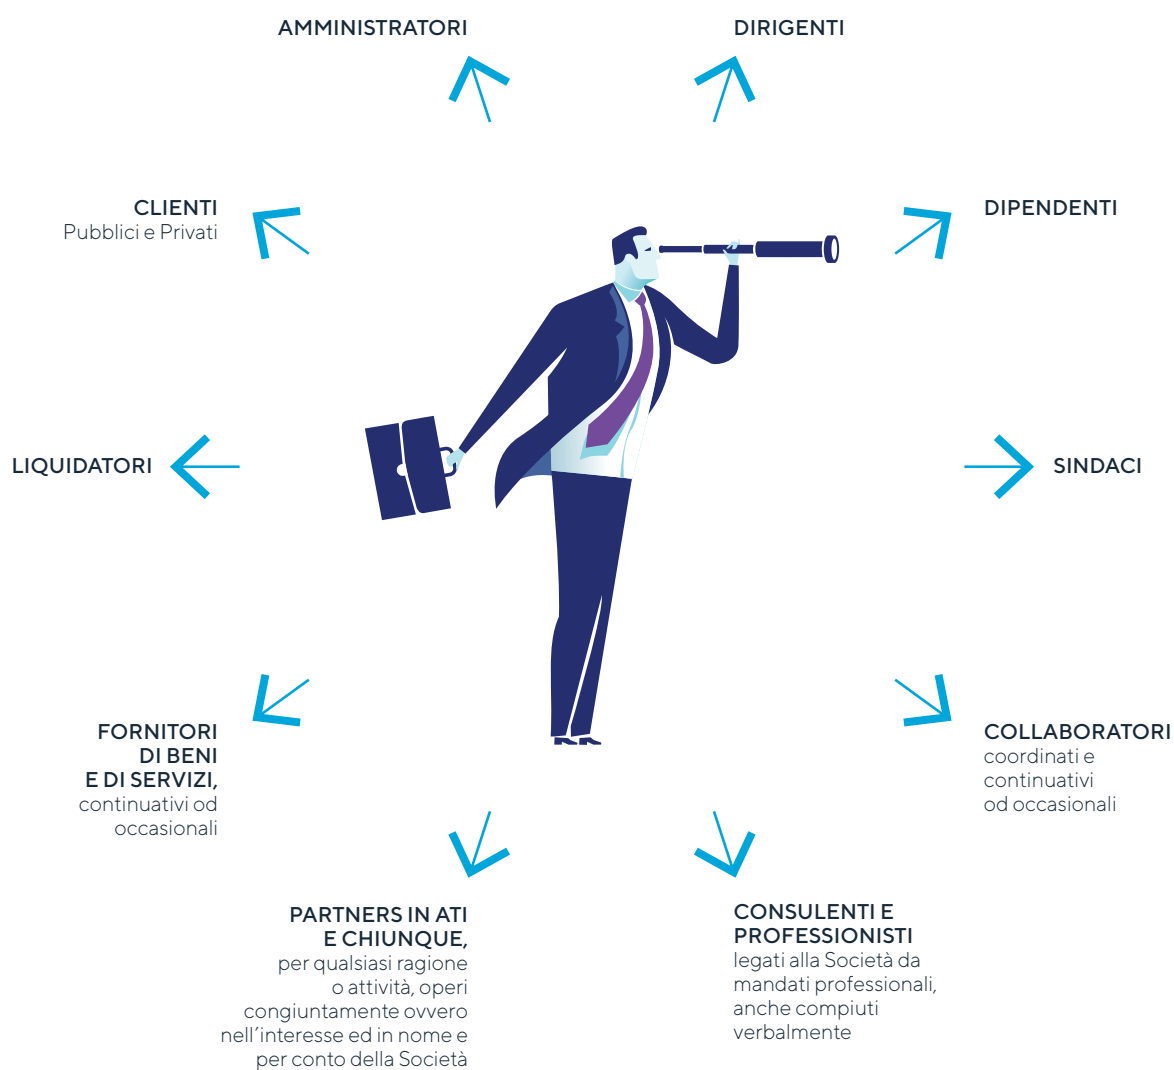 AMMINISTRATORI
DIRIGENTI
CLIENTI
Pubblici e Privati
DIPENDENTI
LIQUIDATORI
SINDACI
FORNITORI
DI BENI
E DI SERVIZI,
continuativi od
occasionali
COLLABORATORI
coordinati e
continuativi
od occasionali
PARTNERS IN ATI
E CHIUNQUE,
per qualsiasi ragione
o attività, operi
congiuntamente ovvero
nell'interesse ed in nome e
per conto della Società
CONSULENTI E
PROFESSIONISTI
legati alla Società da
mandati professionali,
anche compiuti
verbalmente